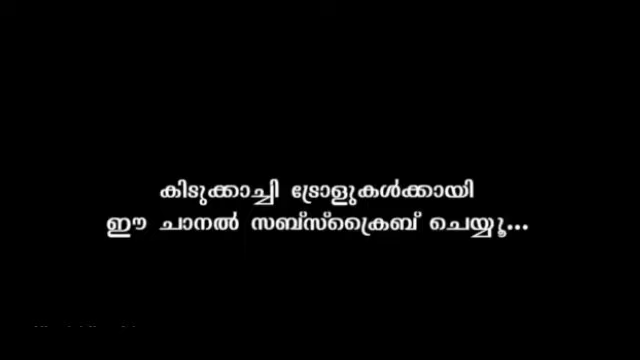 കിടുക്കാച്ചി ട്രോളുകൾക്കായി
ഈ ചാനൽ സബ്സ്ക്രൈബ് ചെയ്യൂ...